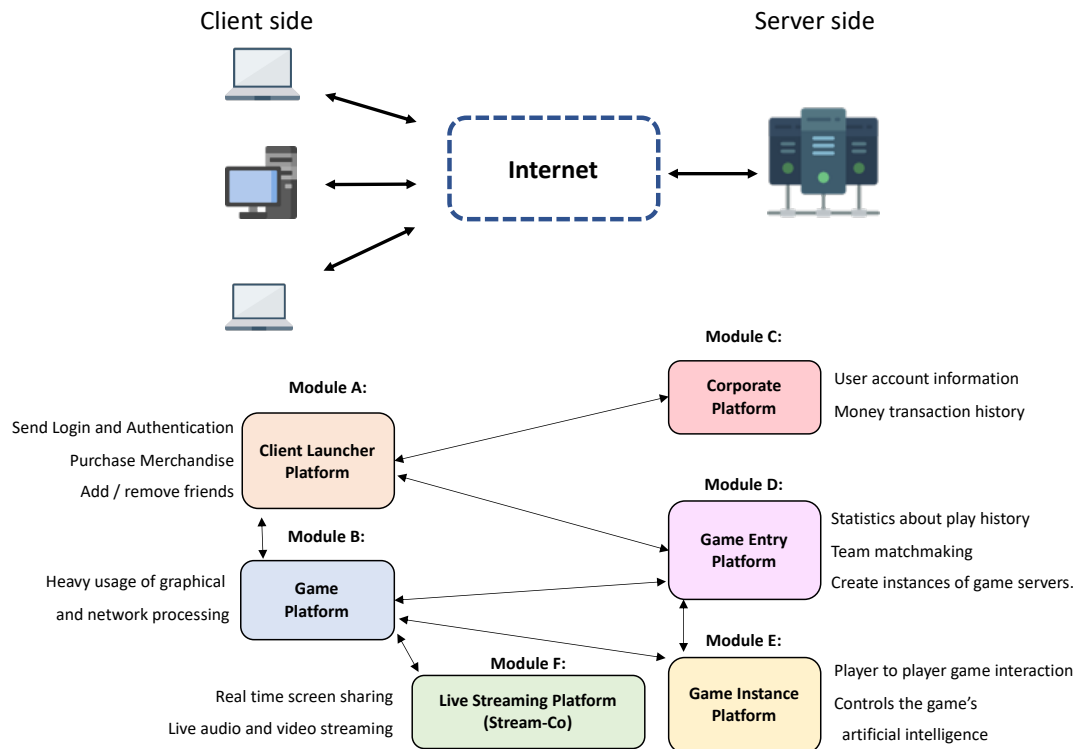 Client side
Server side
Internet
Module C:
Corporate
Platform
User account information
Money transaction history
Module A:
Send Login and Authentication
Purchase Merchandise
Add / remove friends
Client Launcher
Platform
Module D:
Game Entry
Platform
Statistics about play history
Team matchmaking
Create instances of game servers.
Module B:
Heavy usage of graphical
and network processing
Game
Platform
Module E:
Game Instance
Platform
Player to player game interaction
Controls the game’s
artificial intelligence
Module F:
Real time screen sharing
Live audio and video streaming
Live Streaming Platform
(Stream-Co)